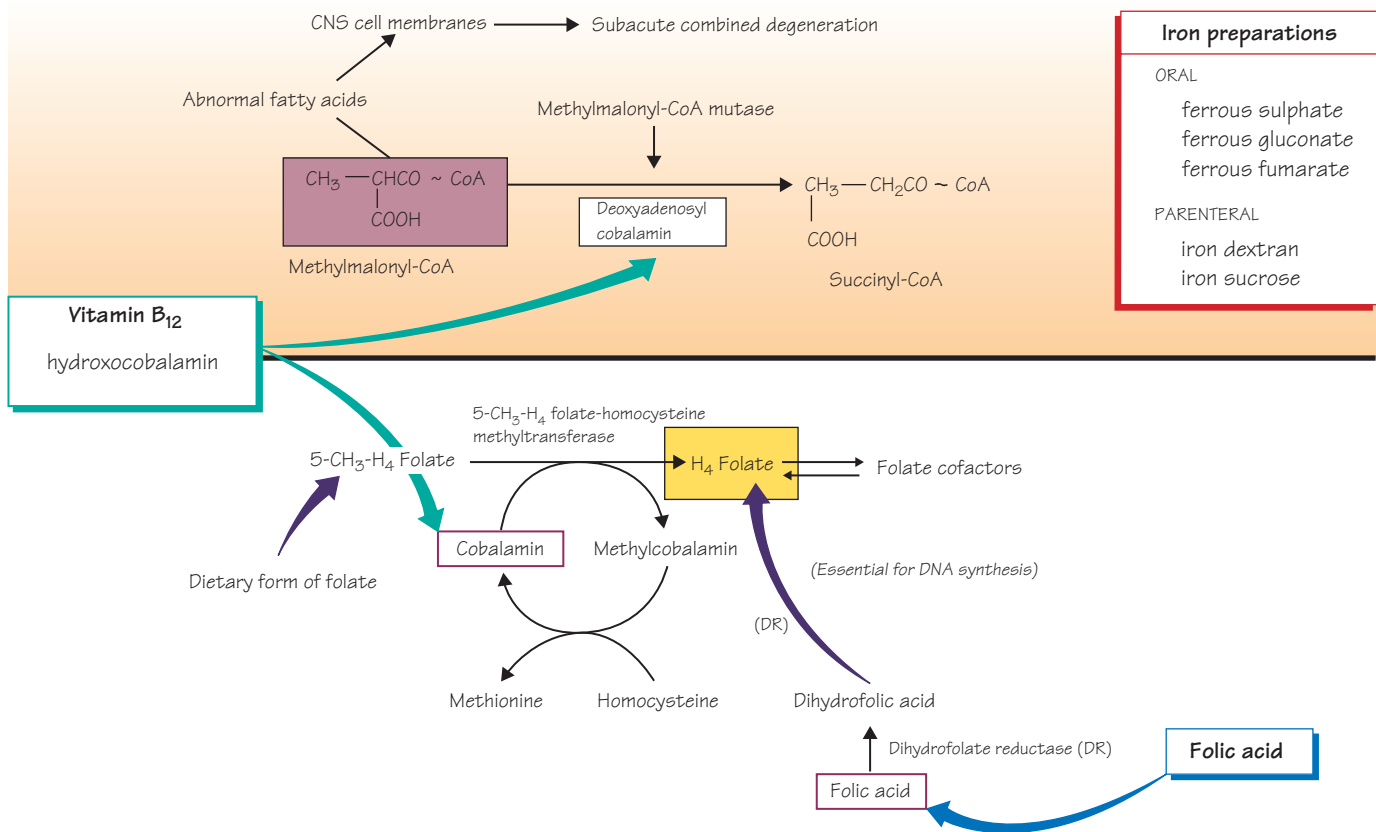 CNS cell membranes
Subacute combined degeneration
Abnormal fatty acids
Methylmalonyl-CoA mutase
CH₃ — CHCO ~ CoA
COOH
Methylmalonyl-CoA
Deoxyadenosyl
cobalamin
CH₃ — CH₂CO ~ CoA
COOH
Succinyl-CoA
Iron preparations
ORAL
ferrous sulphate
ferrous gluconate
ferrous fumarate
PARENTERAL
iron dextran
iron sucrose
Vitamin B₁₂
hydroxocobalamin
5-CH₃-H₄ folate-homocysteine
methyltransferase
5-CH₃-H₄ Folate
H₄ Folate
Folate cofactors
Cobalamin
Methylcobalamin
Dietary form of folate
(Essential for DNA synthesis)
(DR)
Methionine
Homocysteine
Dihydrofolic acid
Dihydrofolate reductase (DR)
Folic acid
Folic acid